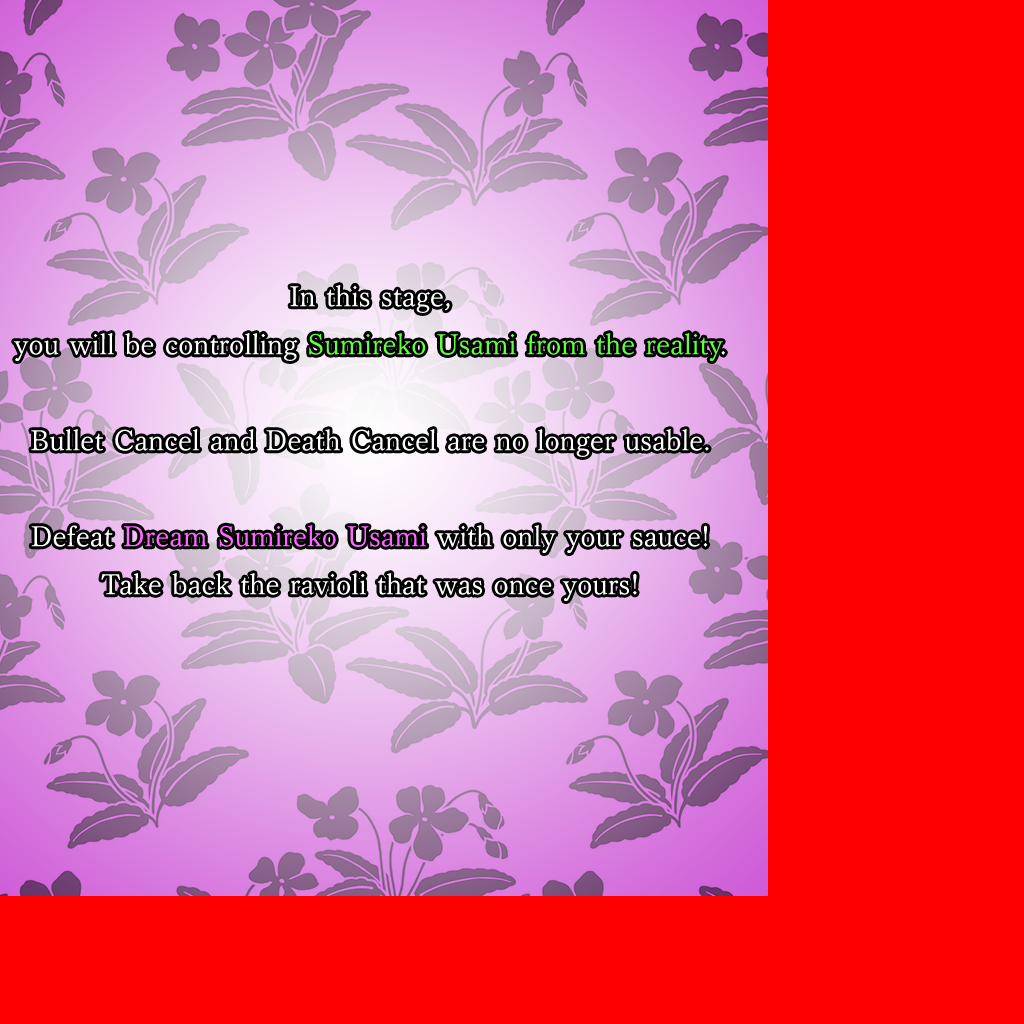 In this stage,
you will be controlling Sumireko Usami from the reality.
Bullet Cancel and Death Cancel are no longer usable.
Defeat Dream Sumireko Usami with only your sauce!
Take back the ravioli that was once yours!